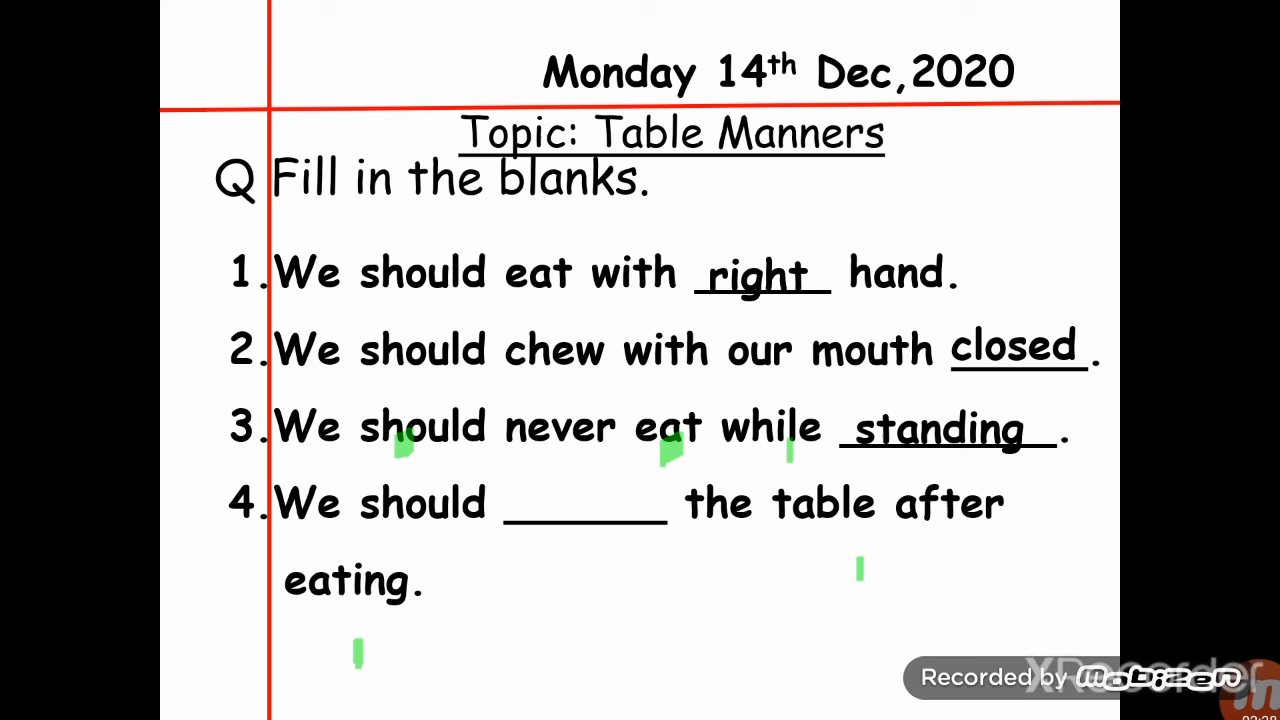 Monday 14th Dec,2020
Topic: Table Manners
Q Fill in the blanks.
1. We should eat with right hand.
2. We should chew with our mouth closed.
3. We should never eat while standing.
4. We should _______ the table after
eating.
Recorded by Mobizen
XRecorder